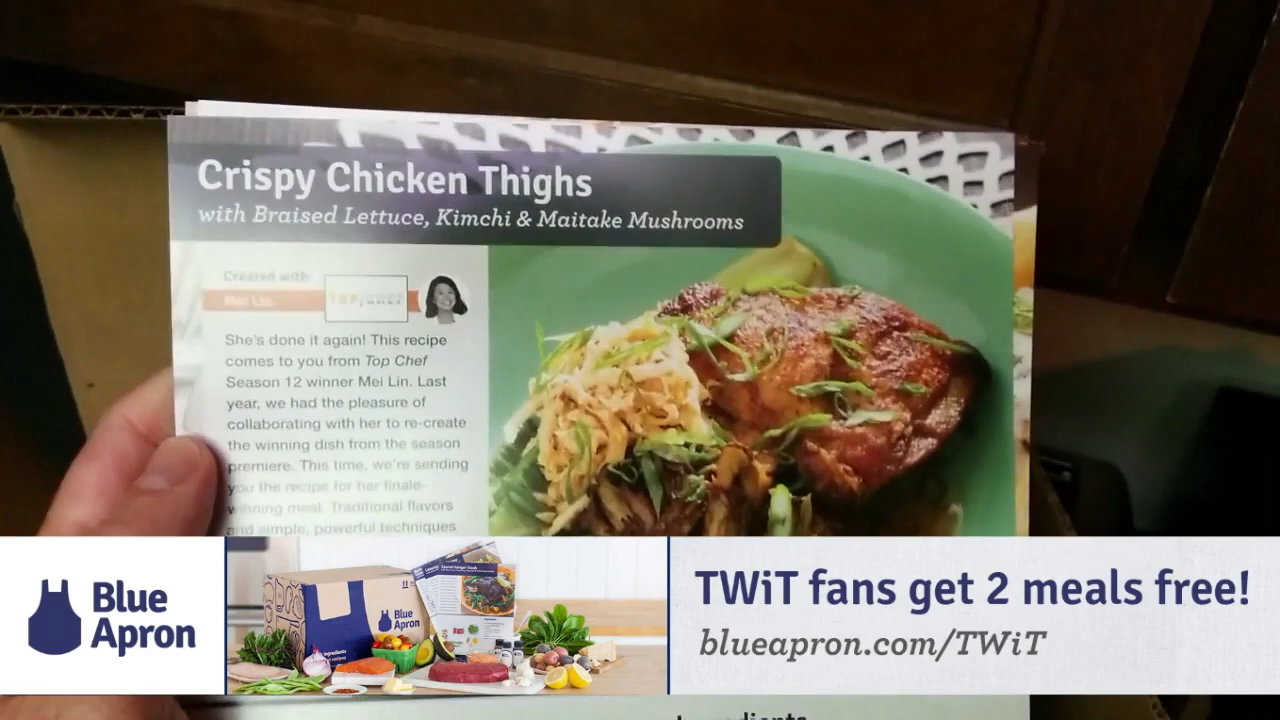 Crispy Chicken Thighs
with Braised Lettuce, Kimchi & Maitake Mushrooms
Created with:
Mei Lin.
TOP CHEF
She's done it again! This recipe
comes to you from Top Chef
Season 12 winner Mei Lin. Last
year, we had the pleasure of
collaborating with her to re-create
the winning dish from the season
premiere. This time, we're sending
you the recipe for her finale-
winning meal. Traditional flavors
and simple, powerful techniques
Blue
Apron
Blue
Apron
TWiT fans get 2 meals free!
blueapron.com/TWiT